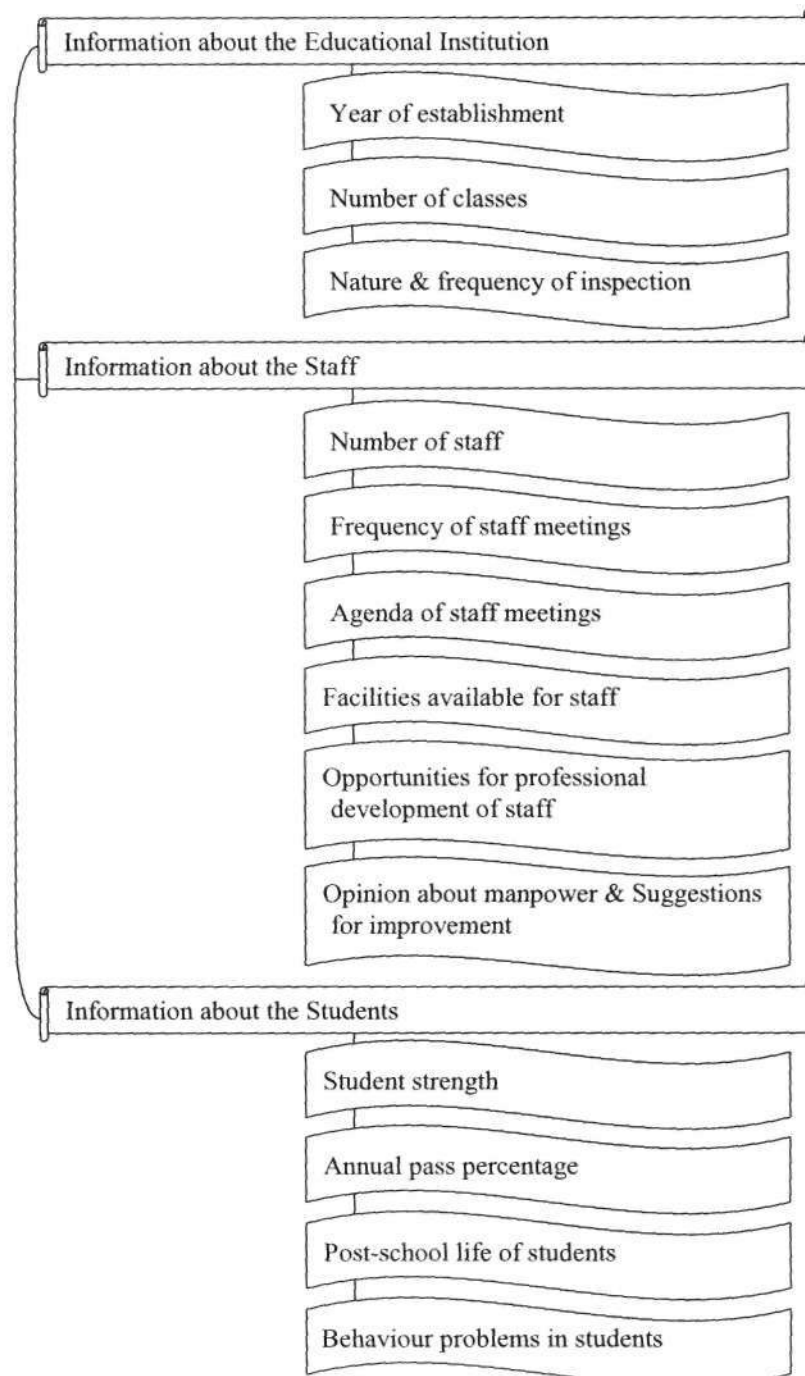 Information about the Educational Institution
Year of establishment
Number of classes
Nature & frequency of inspection
Information about the Staff
Number of staff
Frequency of staff meetings
Agenda of staff meetings
Facilities available for staff
Opportunities for professional
development of staff
Opinion about manpower & Suggestions
for improvement
Information about the Students
Student strength
Annual pass percentage
Post-school life of students
Behaviour problems in students